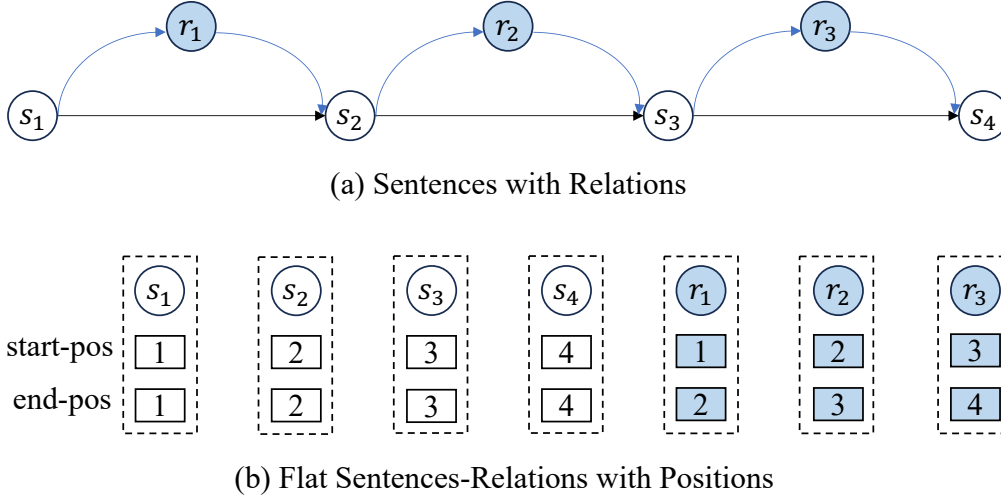 r₁ r₂ r₃
s₁ s₂ s₃ s₄
(a) Sentences with Relations
s₁ s₂ s₃ s₄ r₁ r₂ r₃
start-pos 1 2 3 4 1 2 3
end-pos 1 2 3 4 2 3 4
(b) Flat Sentences-Relations with Positions